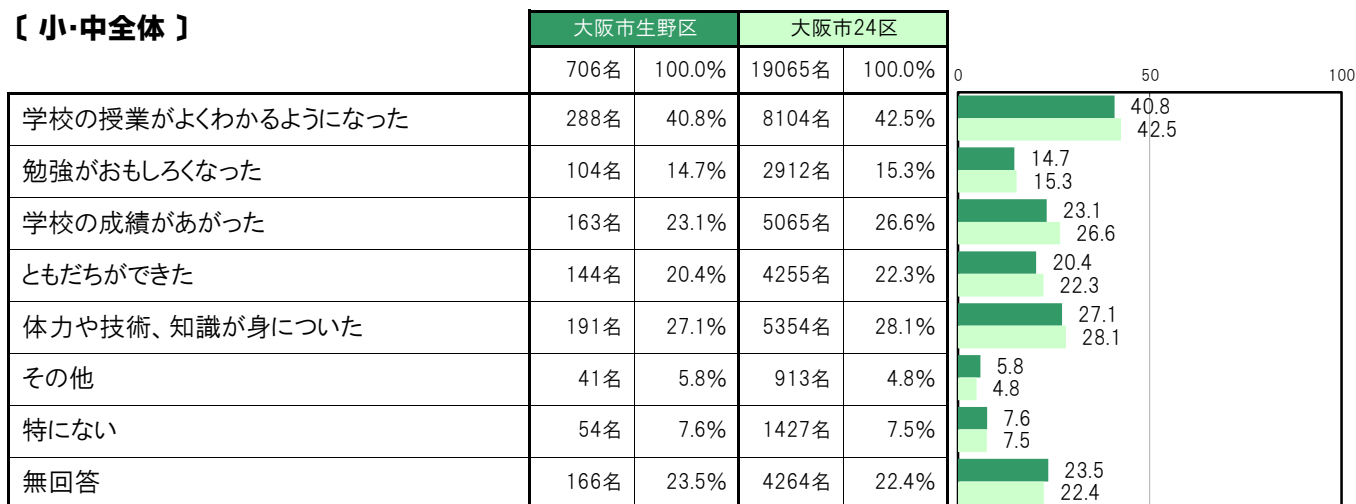 〔 小・中全体 〕
大阪市生野区 大阪市24区
706名 100.0% 19065名 100.0% 0 50 100
学校の授業がよくわかるようになった 288名 40.8% 8104名 42.5% 40.8
42.5
勉強がおもしろくなった 104名 14.7% 2912名 15.3% 14.7
15.3
学校の成績があがった 163名 23.1% 5065名 26.6% 23.1
26.6
ともだちができた 144名 20.4% 4255名 22.3% 20.4
22.3
体力や技術、知識が身についた 191名 27.1% 5354名 28.1% 27.1
28.1
その他 41名 5.8% 913名 4.8% 5.8
4.8
特にない 54名 7.6% 1427名 7.5% 7.6
7.5
無回答 166名 23.5% 4264名 22.4% 23.5
22.4